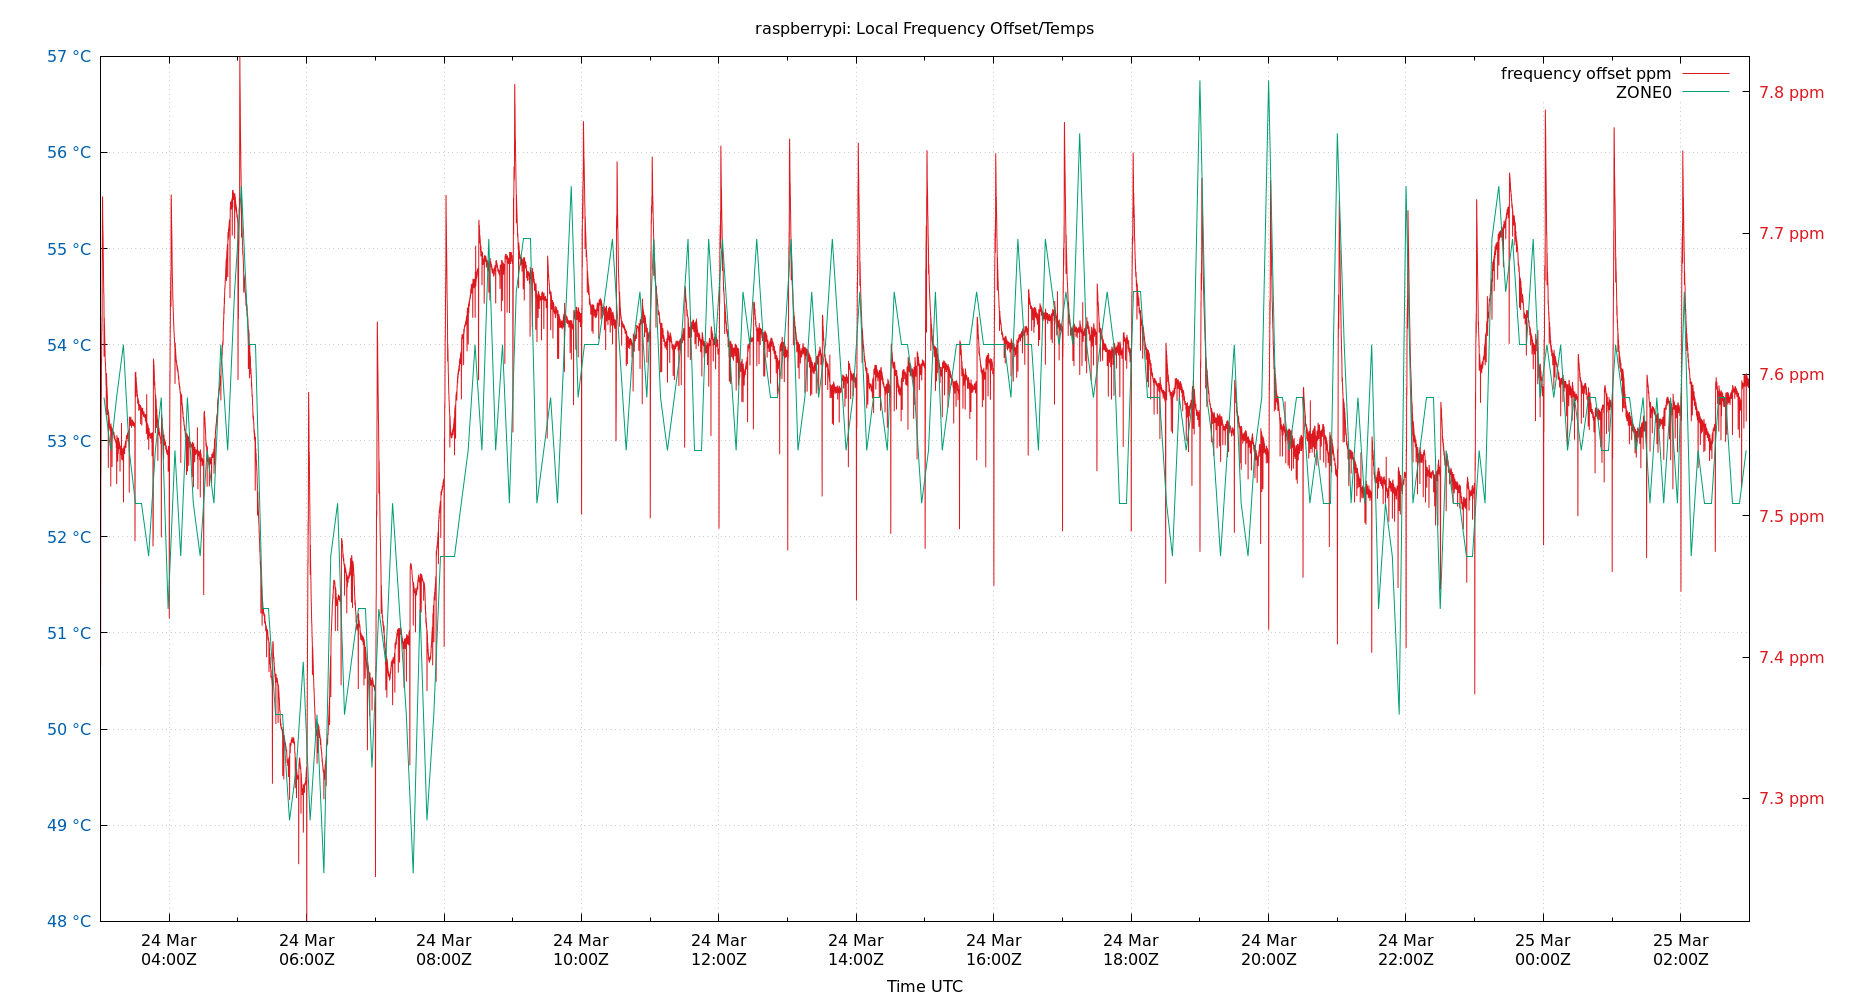 raspberrypi: Local Frequency Offset/Temps
57 °C
56 °C
55 °C
54 °C
53 °C
52 °C
51 °C
50 °C
49 °C
48 °C
frequency offset ppm
ZONE0
7.8 ppm
7.7 ppm
7.6 ppm
7.5 ppm
7.4 ppm
7.3 ppm
24 Mar
04:00Z
24 Mar
06:00Z
24 Mar
08:00Z
24 Mar
10:00Z
24 Mar
12:00Z
24 Mar
14:00Z
24 Mar
16:00Z
24 Mar
18:00Z
24 Mar
20:00Z
24 Mar
22:00Z
25 Mar
00:00Z
25 Mar
02:00Z
Time UTC